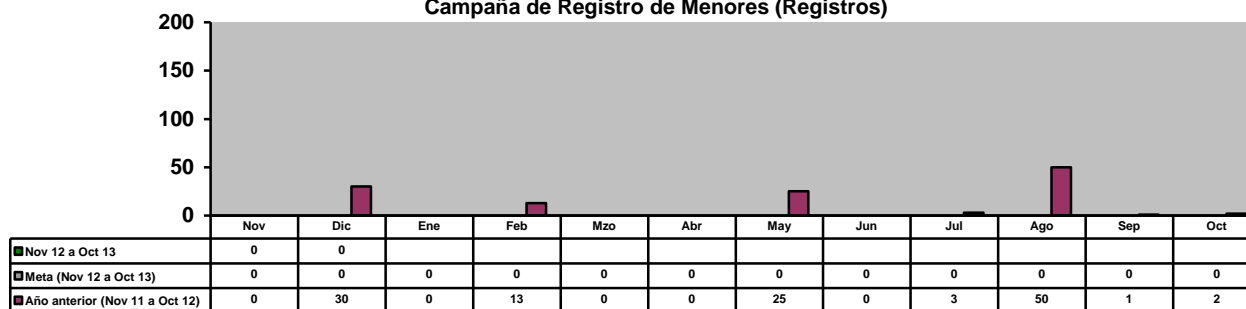 Campaña de Registro de Menores (Registros)
200
150
100
50
0
Nov Dic Ene Feb Mzo Abr May Jun Jul Ago Sep Oct
Nov 12 a Oct 13 0 0
Meta (Nov 12 a Oct 13) 0 0 0 0 0 0 0 0 0 0 0 0
Año anterior (Nov 11 a Oct 12) 0 30 0 13 0 0 25 0 3 50 1 2